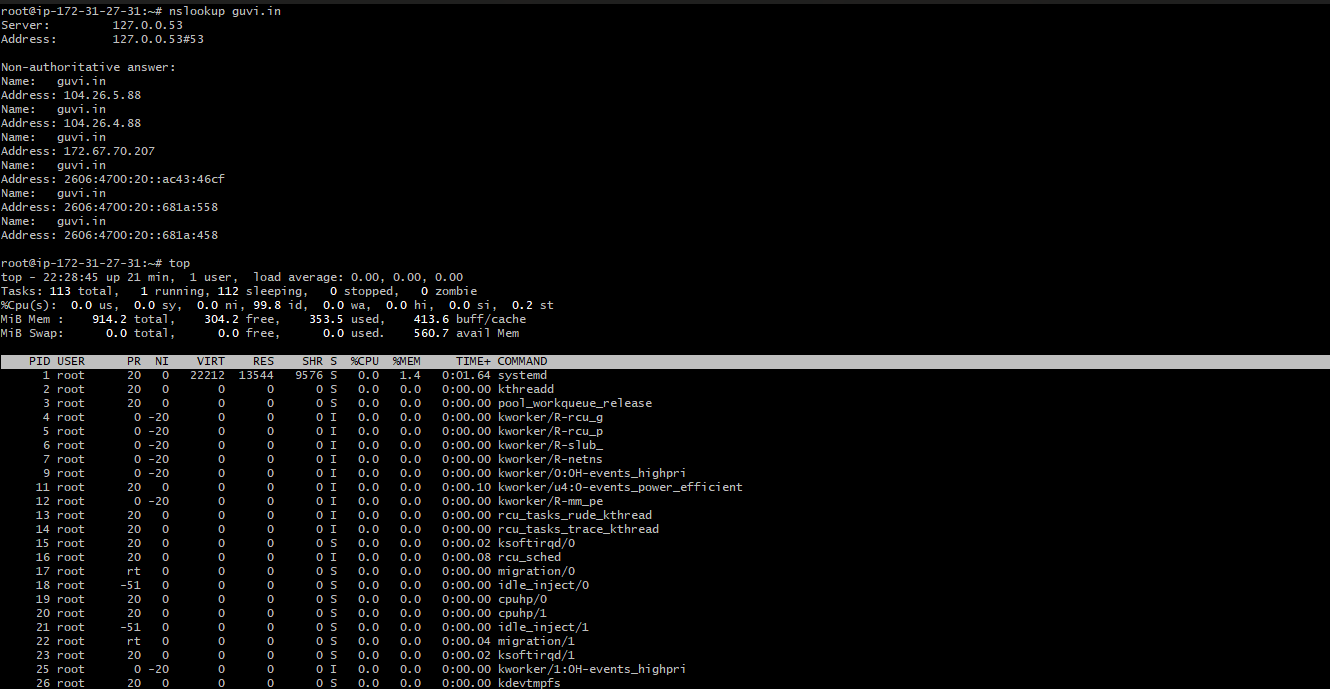 root@ip-172-31-27-31:~# nslookup guvi.in
Server:         127.0.0.53
Address:        127.0.0.53#53

Non-authoritative answer:
Name:   guvi.in
Address: 104.26.5.88
Name:   guvi.in
Address: 104.26.4.88
Name:   guvi.in
Address: 172.67.70.207
Name:   guvi.in
Address: 2606:4700:20::ac43:46cf
Name:   guvi.in
Address: 2606:4700:20::681a:558
Name:   guvi.in
Address: 2606:4700:20::681a:458

root@ip-172-31-27-31:~# top
top - 22:28:45 up 21 min,  1 user,  load average: 0.00, 0.00, 0.00
Tasks: 113 total,   1 running, 112 sleeping,   0 stopped,   0 zombie
%Cpu(s):  0.0 us,  0.0 sy,  0.0 ni, 99.8 id,  0.0 wa,  0.0 hi,  0.0 si,  0.2 st
MiB Mem :    914.2 total,    304.2 free,    353.5 used,    413.6 buff/cache
MiB Swap:      0.0 total,      0.0 free,      0.0 used.    560.7 avail Mem

    PID USER      PR  NI    VIRT    RES    SHR S  %CPU  %MEM     TIME+ COMMAND
      1 root      20   0   22212  13544   9576 S   0.0   1.4   0:01.64 systemd
      2 root      20   0       0      0      0 S   0.0   0.0   0:00.00 kthreadd
      3 root      20   0       0      0      0 S   0.0   0.0   0:00.00 pool_workqueue_release
      4 root       0 -20       0      0      0 I   0.0   0.0   0:00.00 kworker/R-rcu_g
      5 root       0 -20       0      0      0 I   0.0   0.0   0:00.00 kworker/R-rcu_p
      6 root       0 -20       0      0      0 I   0.0   0.0   0:00.00 kworker/R-slub_
      7 root       0 -20       0      0      0 I   0.0   0.0   0:00.00 kworker/R-netns
      9 root       0 -20       0      0      0 I   0.0   0.0   0:00.00 kworker/0:0H-events_highpri
     11 root      20   0       0      0      0 I   0.0   0.0   0:00.10 kworker/u4:0-events_power_efficient
     12 root       0 -20       0      0      0 I   0.0   0.0   0:00.00 kworker/R-mm_pe
     13 root      20   0       0      0      0 I   0.0   0.0   0:00.00 rcu_tasks_rude_kthread
     14 root      20   0       0      0      0 I   0.0   0.0   0:00.00 rcu_tasks_trace_kthread
     15 root      20   0       0      0      0 S   0.0   0.0   0:00.02 ksoftirqd/0
     16 root      20   0       0      0      0 I   0.0   0.0   0:00.08 rcu_sched
     17 root      rt   0       0      0      0 S   0.0   0.0   0:00.00 migration/0
     18 root     -51   0       0      0      0 S   0.0   0.0   0:00.00 idle_inject/0
     19 root      20   0       0      0      0 S   0.0   0.0   0:00.00 cpuhp/0
     20 root      20   0       0      0      0 S   0.0   0.0   0:00.00 cpuhp/1
     21 root     -51   0       0      0      0 S   0.0   0.0   0:00.00 idle_inject/1
     22 root      rt   0       0      0      0 S   0.0   0.0   0:00.04 migration/1
     23 root      20   0       0      0      0 S   0.0   0.0   0:00.02 ksoftirqd/1
     25 root       0 -20       0      0      0 I   0.0   0.0   0:00.00 kworker/1:0H-events_highpri
     26 root      20   0       0      0      0 S   0.0   0.0   0:00.00 kdevtmpfs